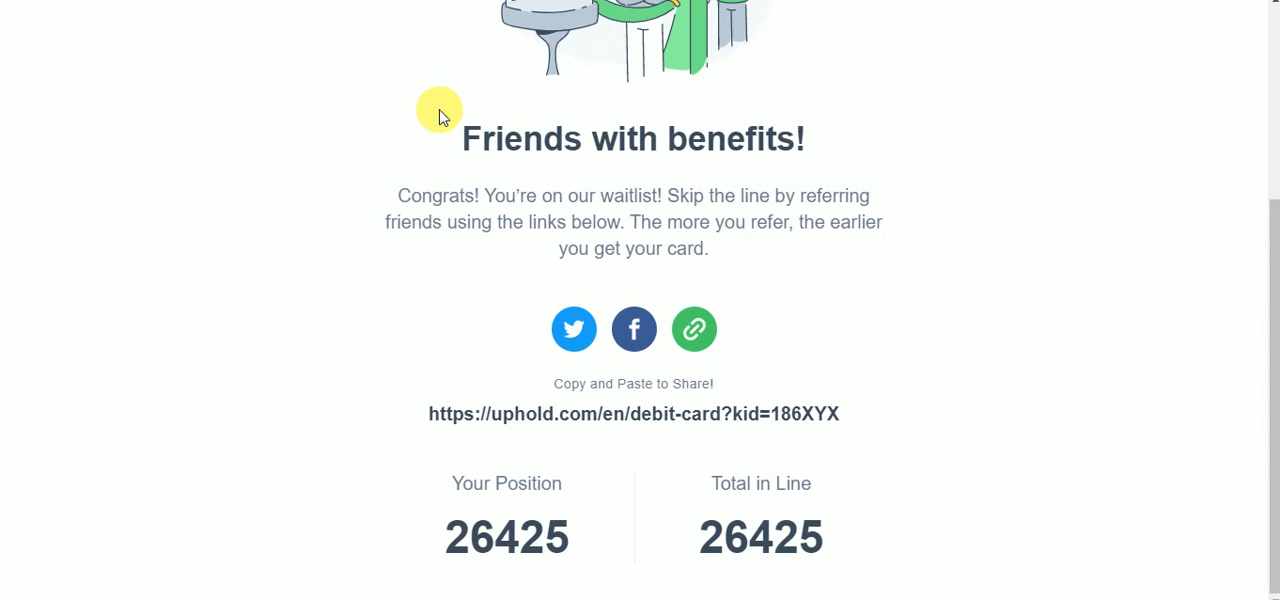 Friends with benefits!
Congrats! You’re on our waitlist! Skip the line by referring
friends using the links below. The more you refer, the earlier
you get your card.
Copy and Paste to Share!
https://uphold.com/en/debit-card?kid=186XYX
Your Position
Total in Line
26425
26425